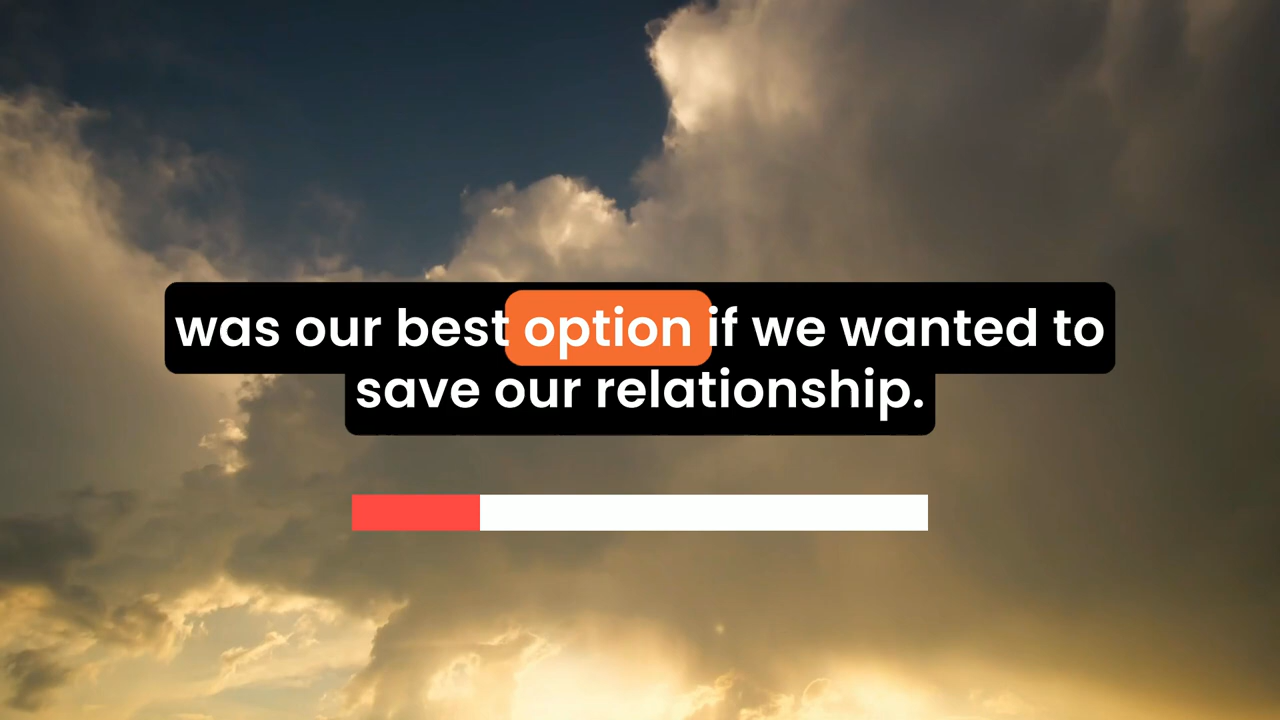 was our best option if we wanted to
save our relationship.